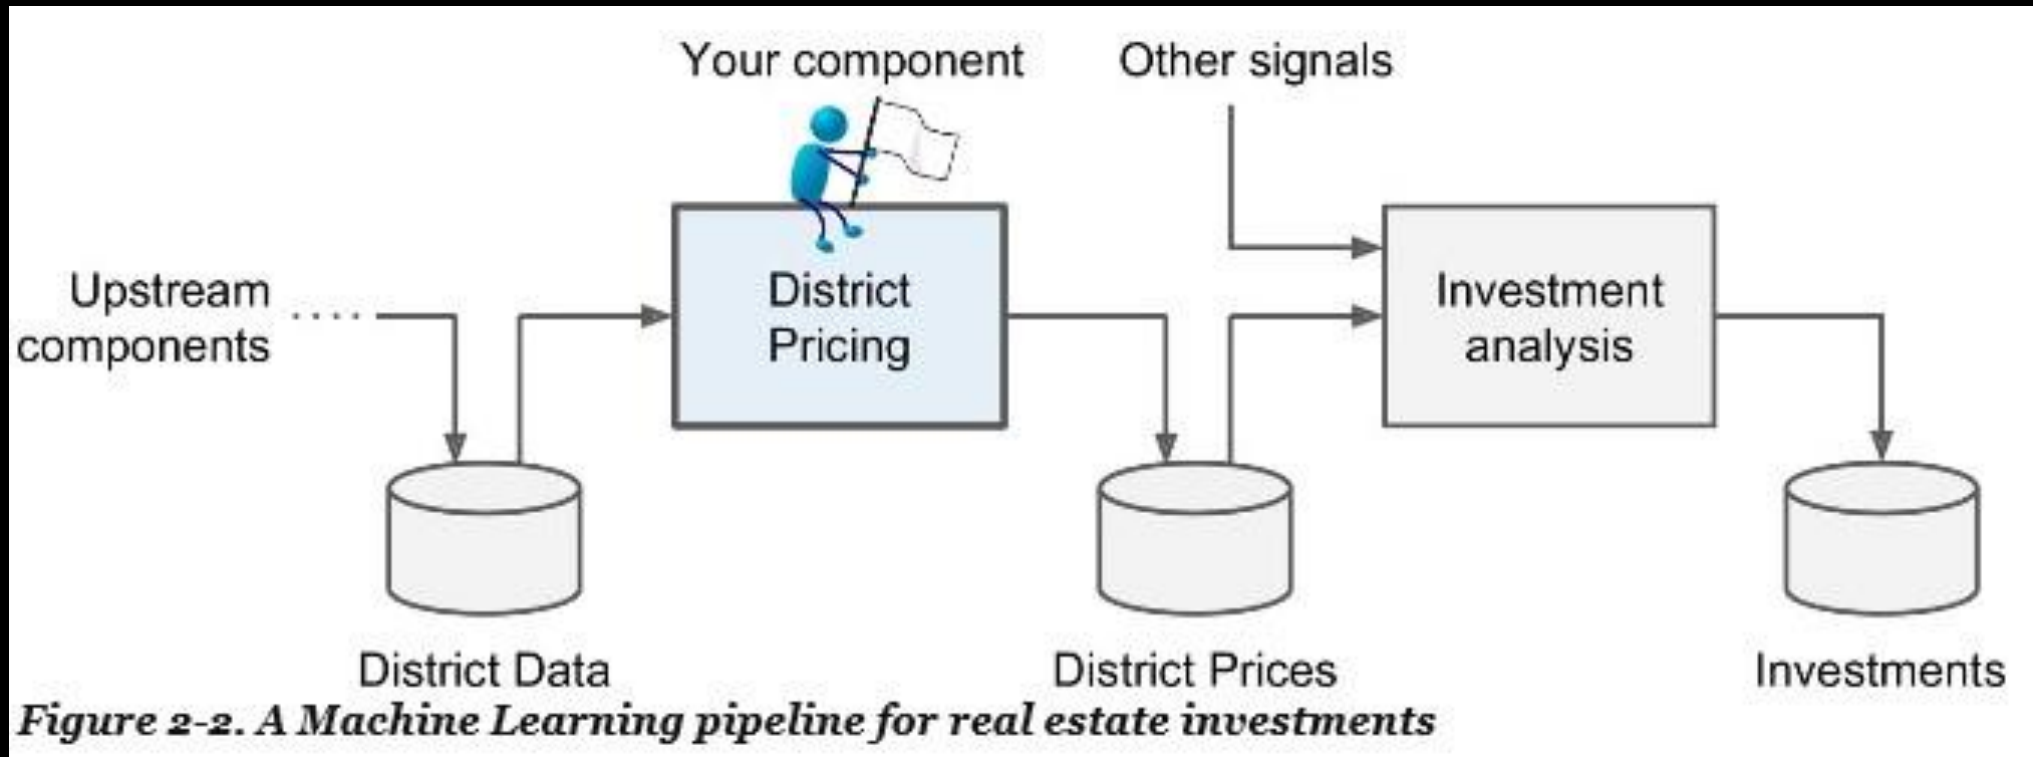 Your component
Other signals
Upstream
components
District
Pricing
Investment
analysis
District Data
District Prices
Investments
Figure 2-2. A Machine Learning pipeline for real estate investments